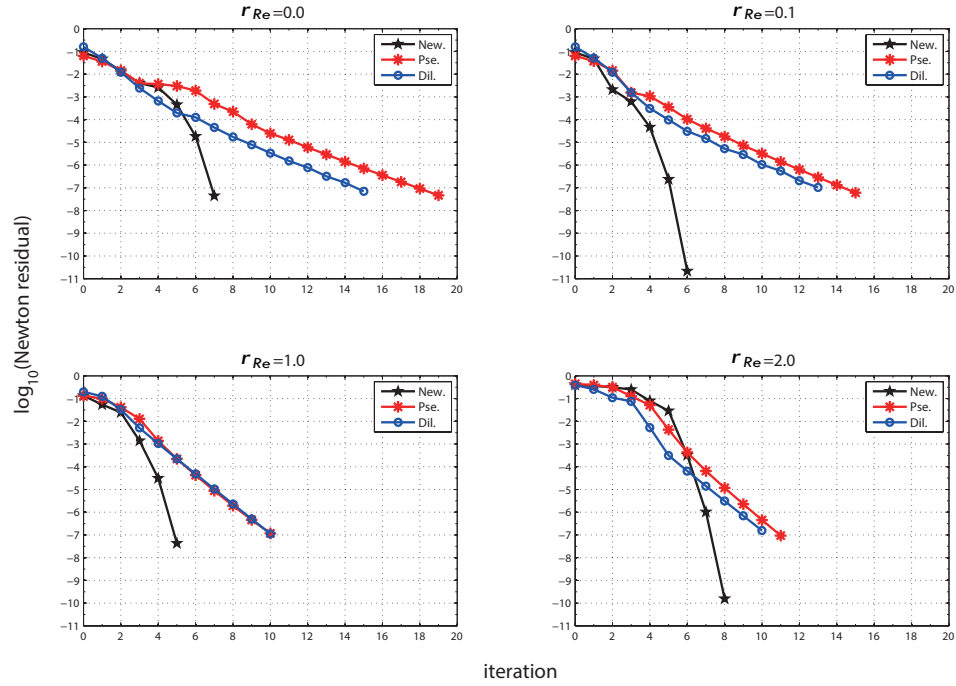 r Re=0.0
0
−1
−2
−3
−4
−5
−6
−7
−8
−9
−10
−11
0 2 4 6 8 10 12 14 16 18 20
New.
Pse.
Dil.
r Re=0.1
0
−1
−2
−3
−4
−5
−6
−7
−8
−9
−10
−11
0 2 4 6 8 10 12 14 16 18 20
New.
Pse.
Dil.
log10(Newton residual)
r Re=1.0
0
−1
−2
−3
−4
−5
−6
−7
−8
−9
−10
−11
0 2 4 6 8 10 12 14 16 18 20
New.
Pse.
Dil.
r Re=2.0
0
−1
−2
−3
−4
−5
−6
−7
−8
−9
−10
−11
0 2 4 6 8 10 12 14 16 18 20
New.
Pse.
Dil.
iteration